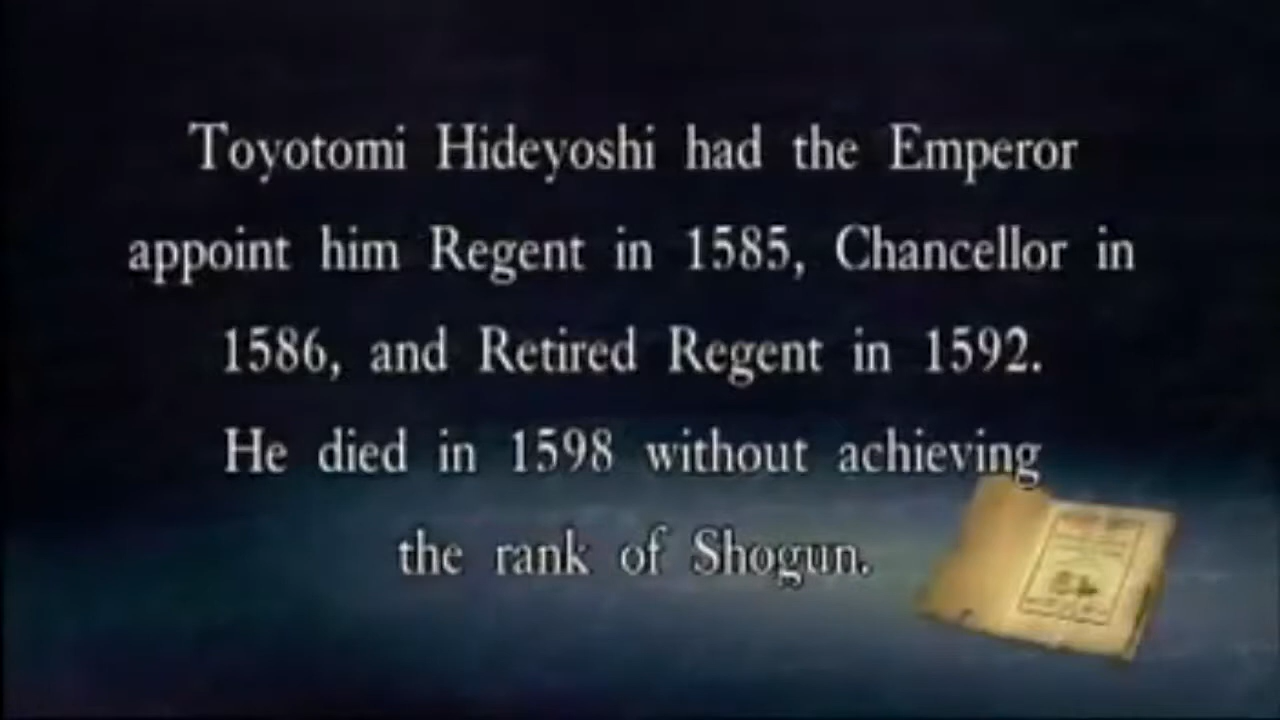 Toyotomi Hideyoshi had the Emperor
appoint him Regent in 1585, Chancellor in
1586, and Retired Regent in 1592.
He died in 1598 without achieving
the rank of Shogun.